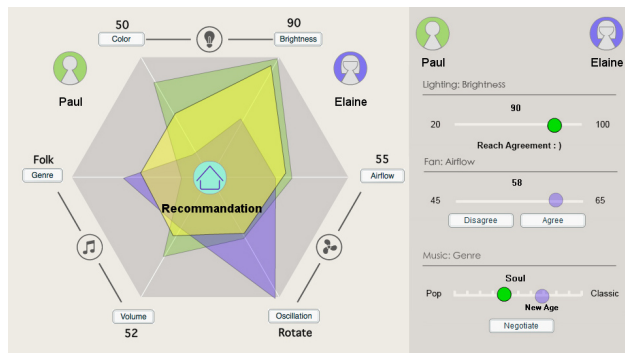 50
Color
90
Brightness
Paul
Elaine
Folk
Genre
55
Airflow
Recommandation
Volume
52
Oscillation
Rotate
Paul
Elaine
Lighting: Brightness
90
20
100
Reach Agreement : )
Fan: Airflow
58
45
65
Disagree
Agree
Music: Genre
Soul
Pop
Classic
New Age
Negotiate